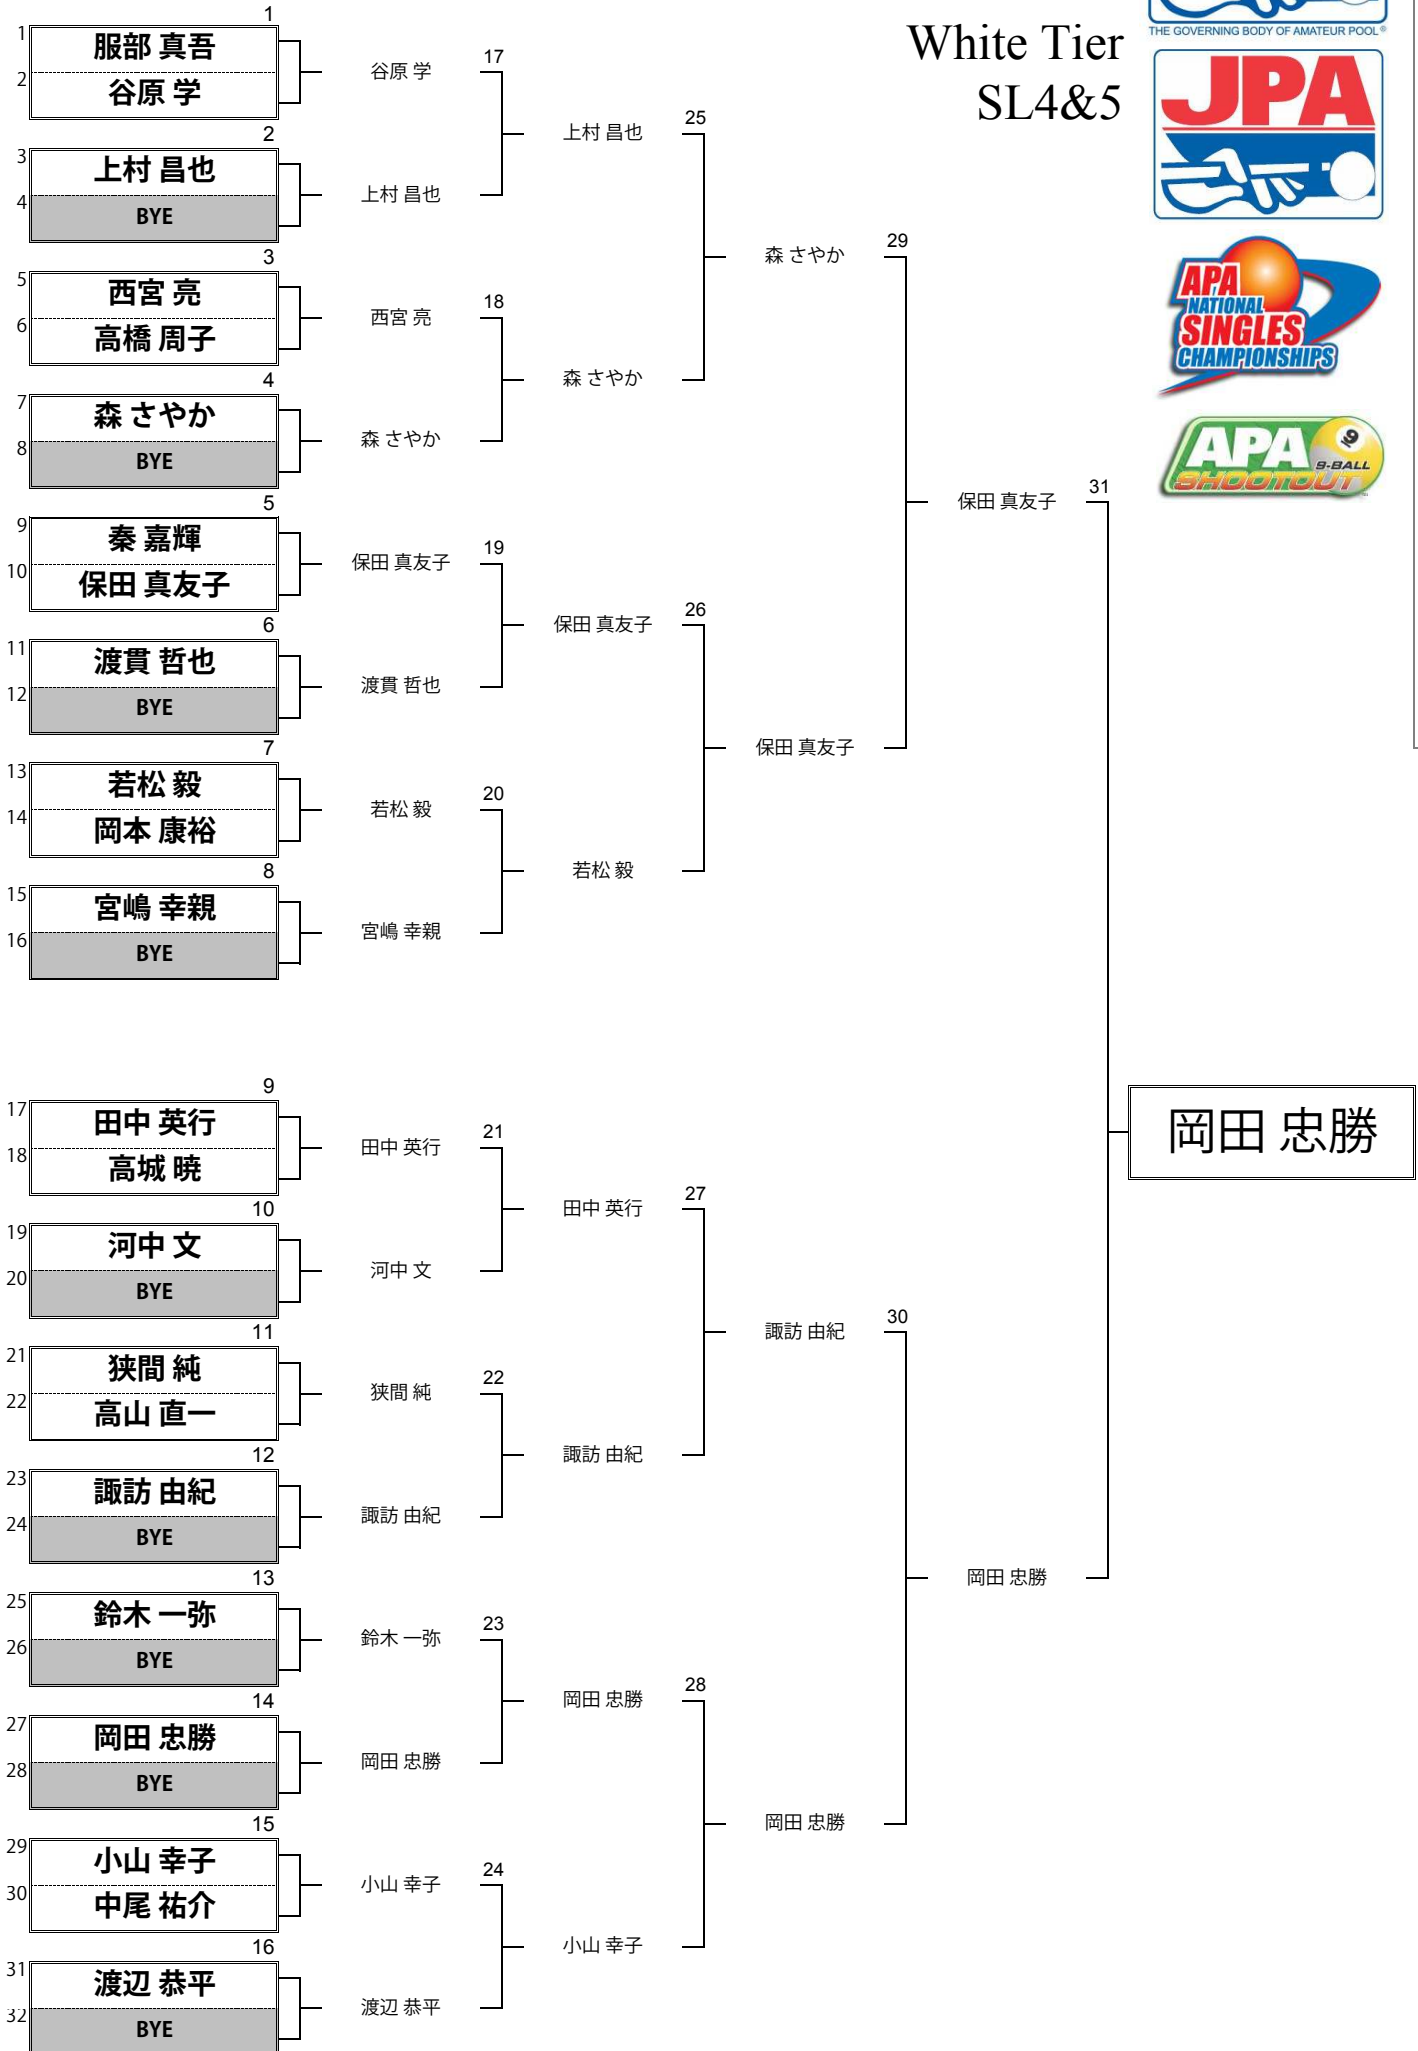 White Tier
SL4&5
THE GOVERNING BODY OF AMATEUR POOL®
JPA
APA
NATIONAL
SINGLES
CHAMPIONSHIPS
APA
9
9-BALL
SHOOTOUT
1
1 服部 真吾
2 谷原 学
2
3 上村 昌也
4 BYE
3
5 西宮 亮
6 高橋 周子
4
7 森 さやか
8 BYE
5
9 秦 嘉輝
10 保田 真友子
6
11 渡貫 哲也
12 BYE
7
13 若松 毅
14 岡本 康裕
8
15 宮嶋 幸親
16 BYE
9
17 田中 英行
18 高城 暁
10
19 河中 文
20 BYE
11
21 狭間 純
22 高山 直一
12
23 諏訪 由紀
24 BYE
13
25 鈴木 一弥
26 BYE
14
27 岡田 忠勝
28 BYE
15
29 小山 幸子
30 中尾 祐介
16
31 渡辺 恭平
32 BYE
谷原 学
17
上村 昌也
西宮 亮
18
森 さやか
保田 真友子
19
渡貫 哲也
若松 毅
20
宮嶋 幸親
田中 英行
21
河中 文
狭間 純
22
諏訪 由紀
鈴木 一弥
23
岡田 忠勝
小山 幸子
24
渡辺 恭平
上村 昌也
25
森 さやか
保田 真友子
26
若松 毅
田中 英行
27
諏訪 由紀
岡田 忠勝
28
小山 幸子
森 さやか
29
保田 真友子
諏訪 由紀
30
岡田 忠勝
保田 真友子
31
岡田 忠勝
岡田 忠勝